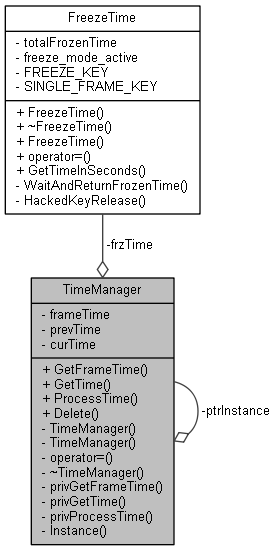 FreezeTime
- totalFrozenTime
- freeze_mode_active
- FREEZE_KEY
- SINGLE_FRAME_KEY
+ FreezeTime()
+ ~FreezeTime()
+ FreezeTime()
+ operator=()
+ GetTimeInSeconds()
- WaitAndReturnFrozenTime()
- HackedKeyRelease()
-frzTime
TimeManager
- frameTime
- prevTime
- curTime
+ GetFrameTime()
+ GetTime()
+ ProcessTime()
+ Delete()
- TimeManager()
- TimeManager()
- operator=()
- ~TimeManager()
- privGetFrameTime()
- privGetTime()
- privProcessTime()
- Instance()
-ptrInstance